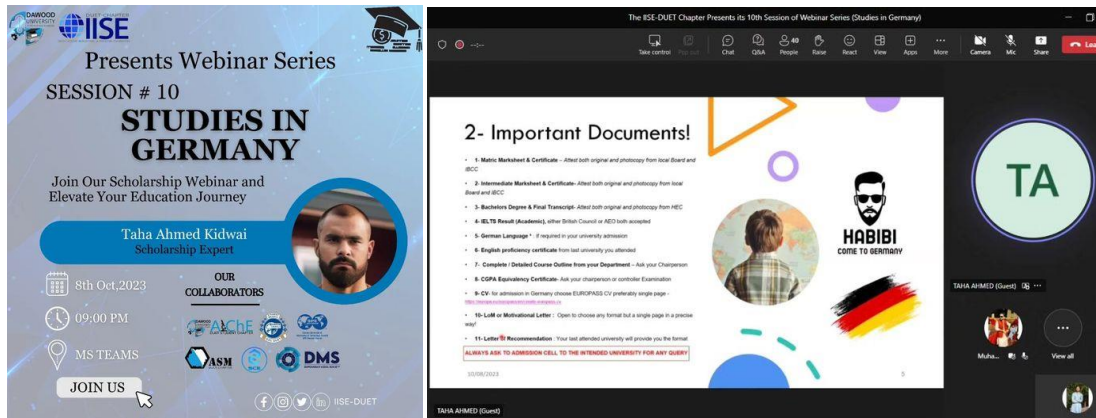 DAWOOD
UNIVERSITY
DUET CHAPTER
IISE
Presents Webinar Series
SESSION # 10
STUDIES IN
GERMANY
Join Our Scholarship Webinar and
Elevate Your Education Journey
Taha Ahmed Kidwai
Scholarship Expert
8th Oct,2023
09:00 PM
MS TEAMS
JOIN US
OUR
COLLABORATORS
AIChE
ASM
DMS
IISE-DUET
The IISE-DUET Chapter Presents its 10th Session of Webinar Series (Studies in Germany)
Take control
Pop out
Chat
Q&A
40
People
Raise
React
View
Apps
More
Camera
Mic
Share
Lea
2- Important Documents!
1- Matric Marksheet & Certificate – Attest both original and photocopy from local Board and
IBCC
2- Intermediate Marksheet & Certificate- Attest both original and photocopy from local
Board and IBCC
3- Bachelors Degree & Final Transcript- Attest both original and photocopy from HEC
4- IELTS Result (Academic), either British Council or AEO both accepted
5- German Language * if required in your university admission
6- English proficiency certificate from last university you attended
7- Complete / Detailed Course Outline from your Department – Ask your Chairperson
8- CGPA Equivalency Certificate- Ask your chairperson or controller Examination
9- CV- for admission in Germany choose EUROPASS CV preferably single page -
10- LoM or Motivational Letter : Open to choose any format but a single page in a precise
way!
11- Letter Recommendation : Your last attended university will provide you the format
ALWAYS ASK TO ADMISSION CELL TO THE INTENDED UNIVERSITY FOR ANY QUERY
10/08/2023
5
HABIBI
COME TO GERMANY
TA
TAHA AHMED (Guest)
Muha...
View all
TAHA AHMED (Guest)